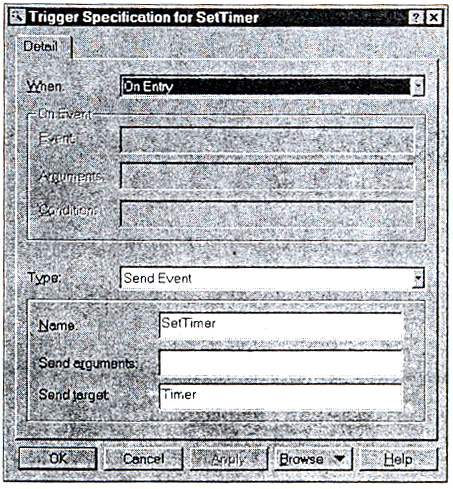 Trigger Specification for SetTimer
Detail
When:
On Entry
On Event
Event:
Arguments:
Condition:
Type:
Send Event
Name:
SetTimer
Send arguments:
Send target:
Timer
OK Cancel Apply Browse Help